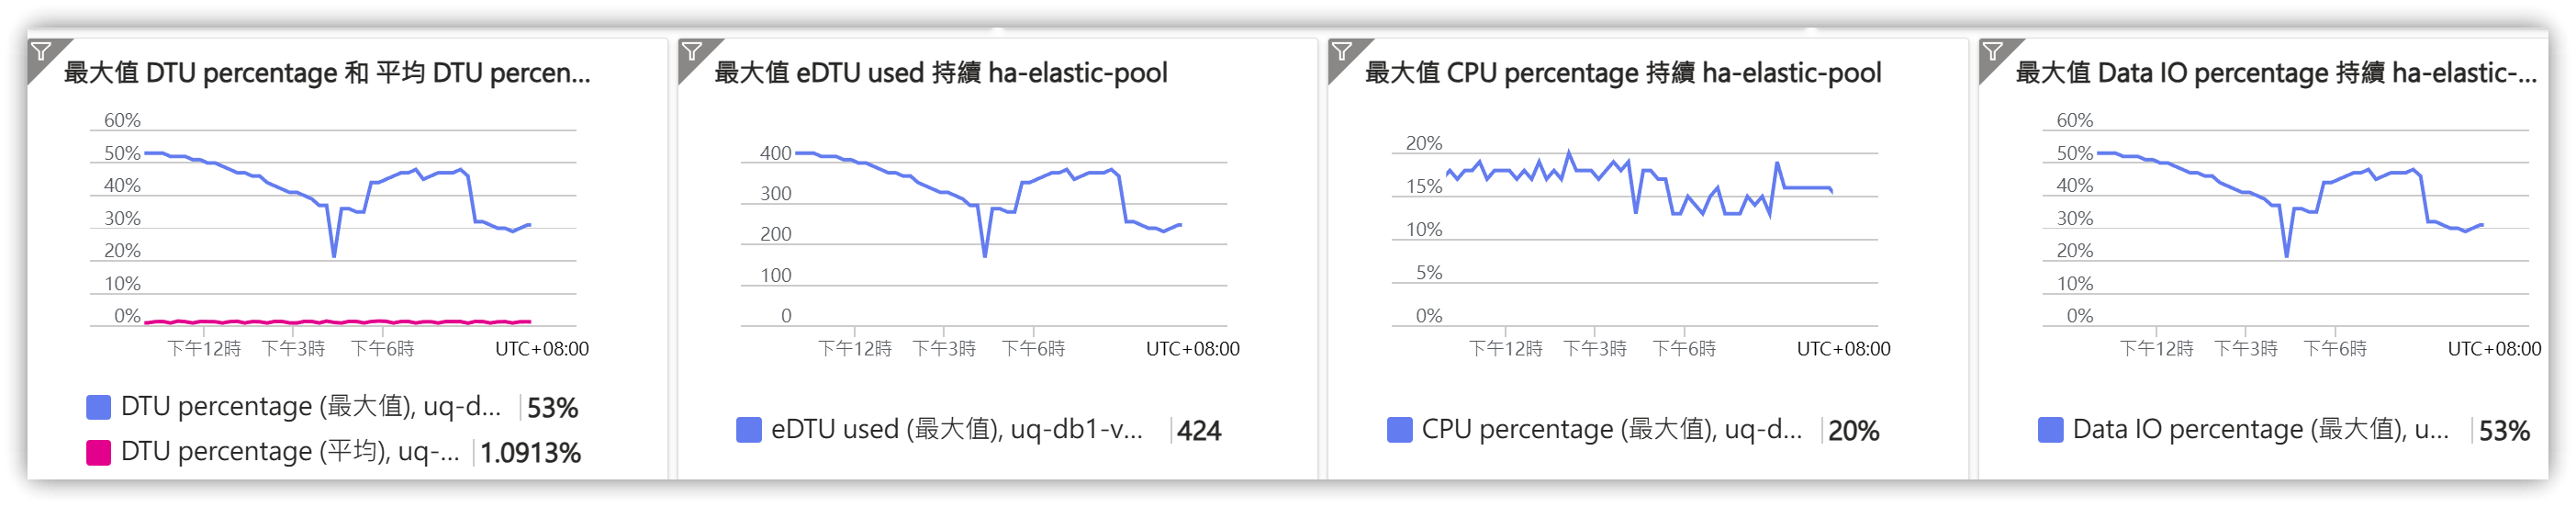 最大值 DTU percentage 和 平均 DTU percen...
60%
50%
40%
30%
20%
10%
0%
下午12時 下午3時 下午6時 UTC+08:00
DTU percentage (最大值), uq-d... 53%
DTU percentage (平均), uq-... 1.0913%
最大值 eDTU used 持續 ha-elastic-pool
400
300
200
100
0
下午12時 下午3時 下午6時 UTC+08:00
eDTU used (最大值), uq-db1-v... 424
最大值 CPU percentage 持續 ha-elastic-pool
20%
15%
10%
5%
0%
下午12時 下午3時 下午6時 UTC+08:00
CPU percentage (最大值), uq-d... 20%
最大值 Data IO percentage 持續 ha-elastic-...
60%
50%
40%
30%
20%
10%
0%
下午12時 下午3時 下午6時 UTC+08:00
Data IO percentage (最大值), u... 53%